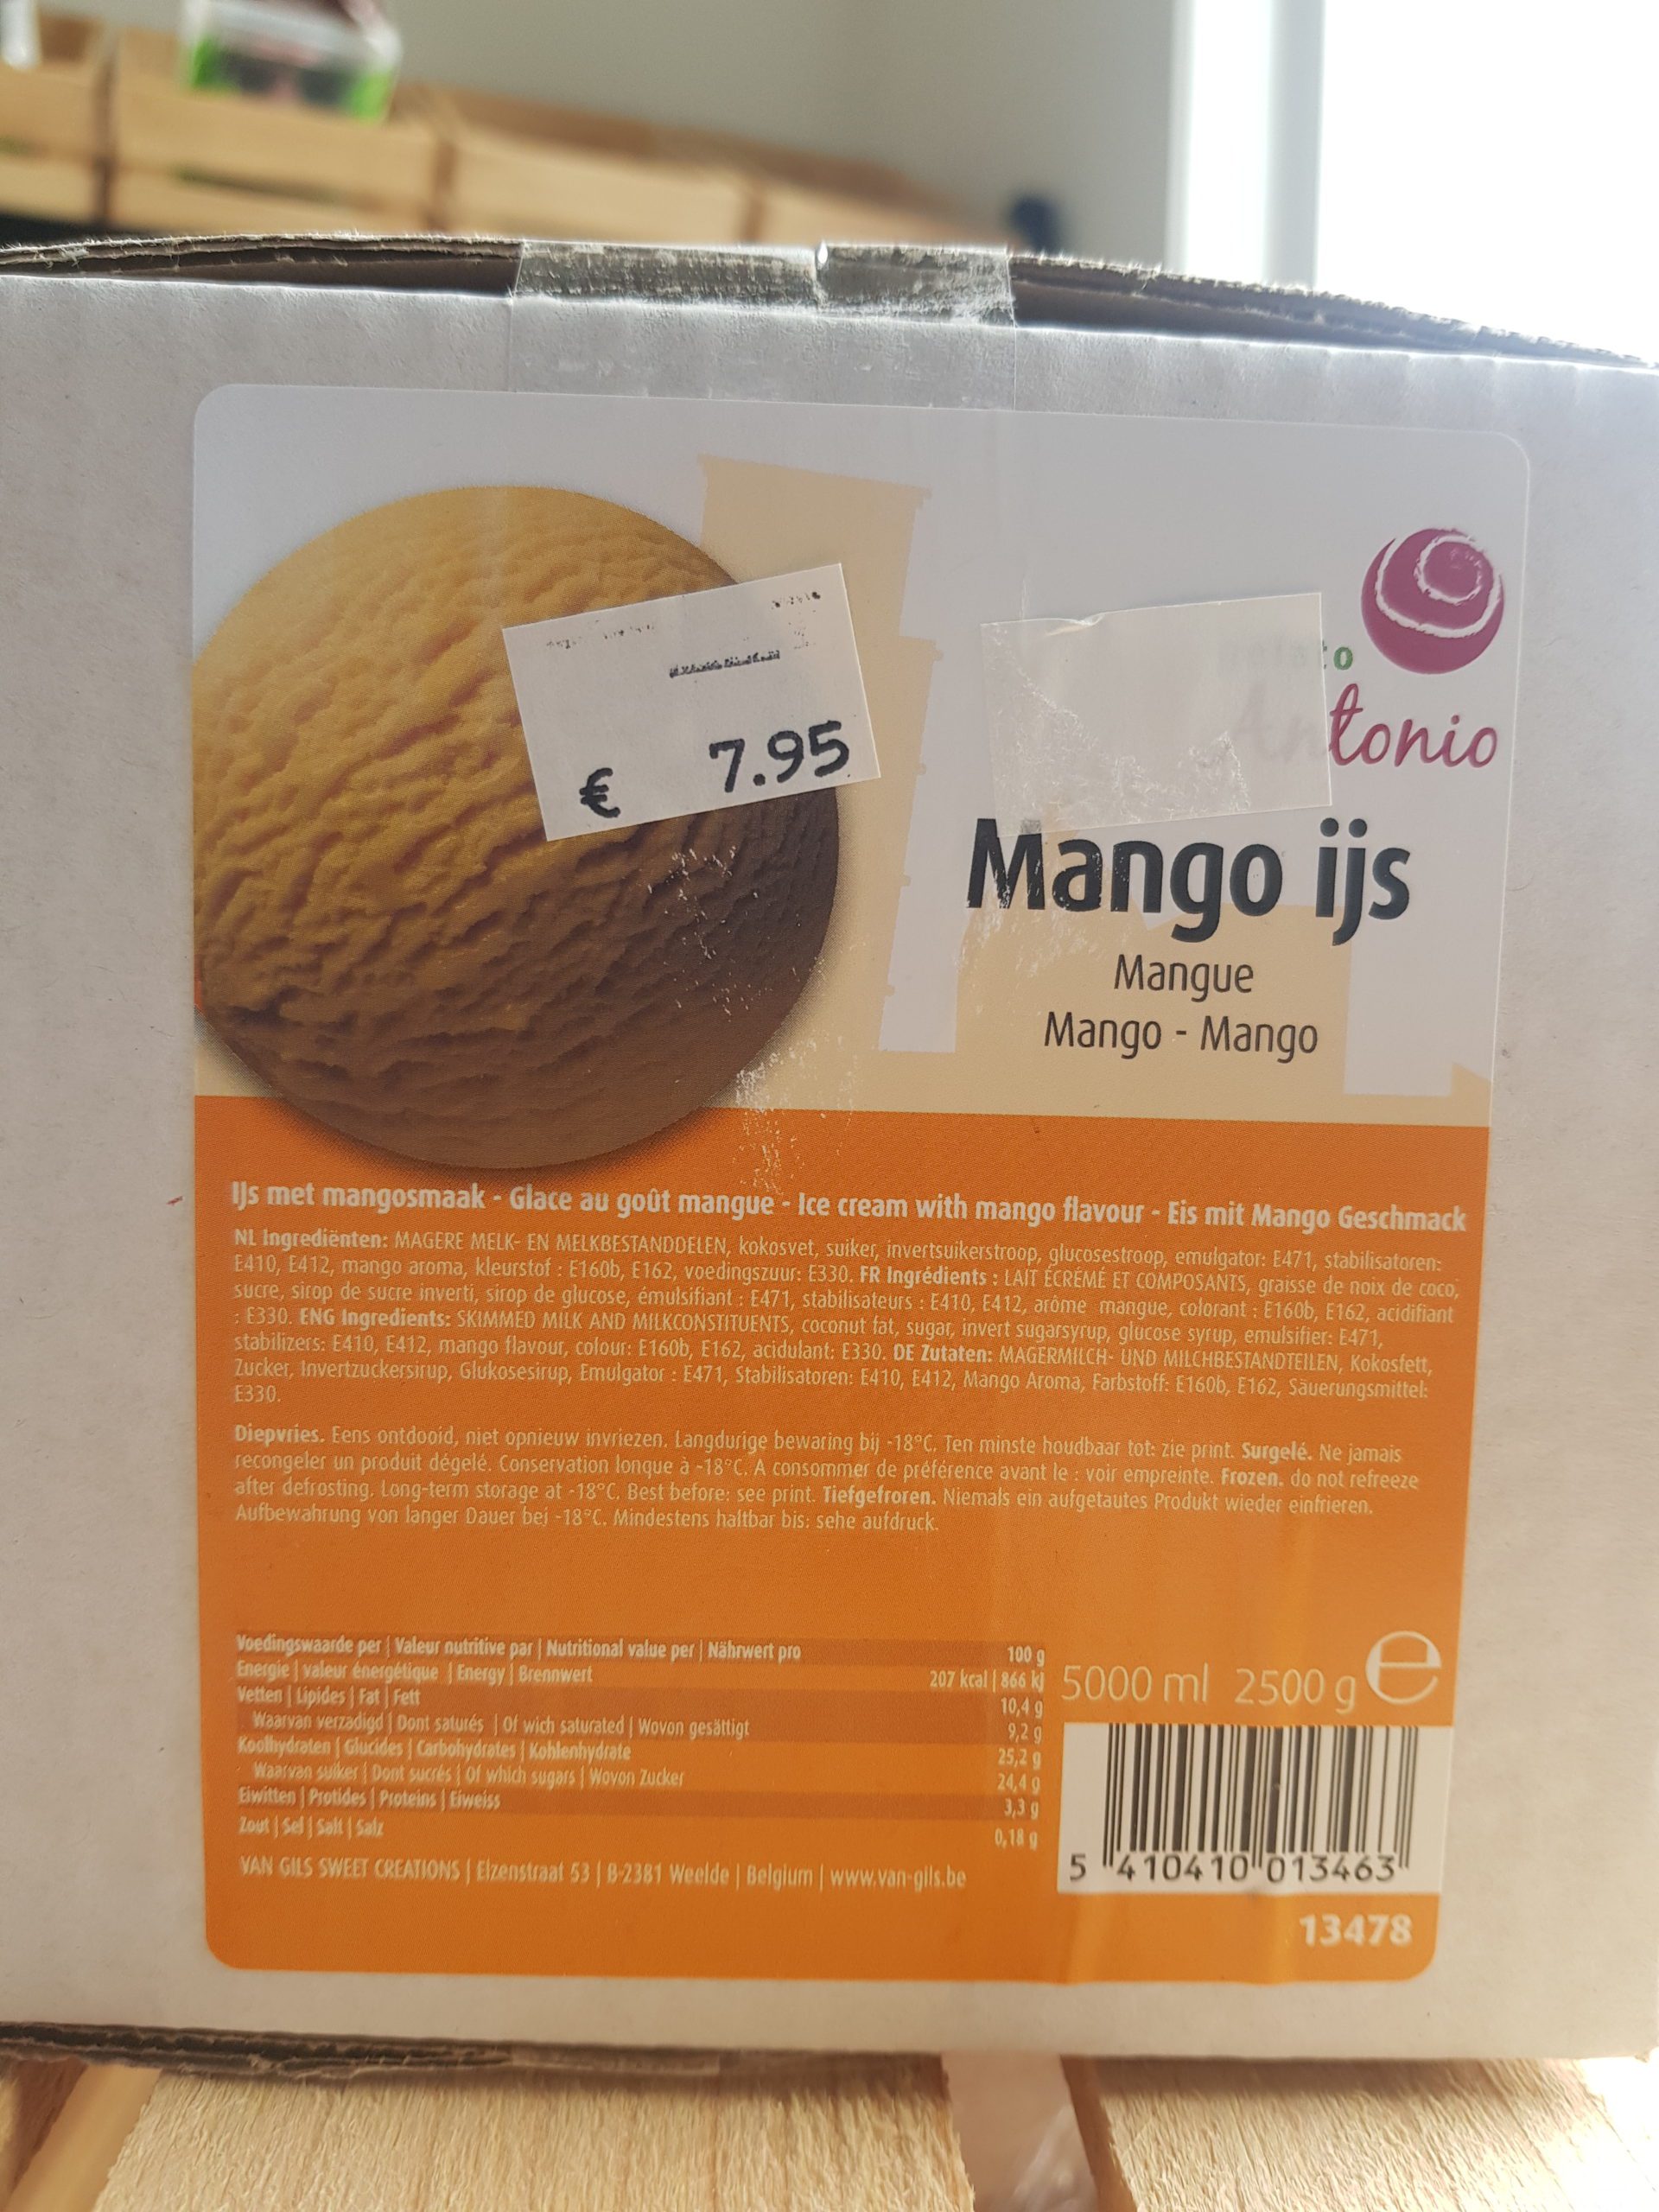 € 7.95
Antonio
Mango ijs
Mangue
Mango - Mango
IJs met mangosmaak - Glace au goût mangue - Ice cream with mango flavour - Eis mit Mango Geschmack
NL Ingrediënten: MAGERE MELK- EN MELKBESTANDDELEN, kokosvet, suiker, invertsuikerstroop, glucosestroop, emulgator: E471, stabilisatoren:
E410, E412, mango aroma, kleurstof : E160b, E162, voedingszuur: E330. FR Ingrédients : LAIT ÉCRÉMÉ ET COMPOSANTS, graisse de noix de coco,
sucre, sirop de sucre inverti, sirop de glucose, émulsifiant : E471, stabilisateurs : E410, E412, arôme mangue, colorant : E160b, E162, acidifiant
: E330. ENG Ingredients: SKIMMED MILK AND MILKCONSTITUENTS, coconut fat, sugar, invert sugarsyrup, glucose syrup, emulsifier: E471,
stabilizers: E410, E412, mango flavour, colour: E160b, E162, acidulant: E330. DE Zutaten: MAGERMILCH- UND MILCHBESTANDTEILEN, Kokosfett,
Zucker, Invertzuckersirup, Glukosesirup, Emulgator : E471, Stabilisatoren: E410, E412, Mango Aroma, Farbstoff: E160b, E162, Säuerungsmittel:
E330.
Diepvries. Eens ontdooid, niet opnieuw invriezen. Langdurige bewaring bij -18°C. Ten minste houdbaar tot: zie print. Surgelé. Ne jamais
recongeler un produit dégelé. Conservation longue à -18°C. A consommer de préférence avant le : voir empreinte. Frozen. do not refreeze
after defrosting. Long-term storage at -18°C. Best before: see print. Tiefgefroren. Niemals ein aufgetautes Produkt wieder einfrieren.
Aufbewahrung von langer Dauer bei -18°C. Mindestens haltbar bis: sehe aufdruck.
Voedingswaarde per | Valeur nutritive par | Nutritional value per | Nährwert pro 100 g
Energie | valeur énergétique | Energy | Brennwert 207 kcal | 866 kJ
Vetten | Lipides | Fat | Fett 10,4 g
Waarvan verzadigd | Dont saturés | Of wich saturated | Wovon gesättigt 9,2 g
Koolhydraten | Glucides | Carbohydrates | Kohlenhydrate 25,2 g
Waarvan suiker | Dont sucrés | Of which sugars | Wovon Zucker 24,4 g
Eiwitten | Protides | Proteins | Eiweiss 3,3 g
Zout | Sel | Salt | Salz 0,18 g
VAN GILS SWEET CREATIONS | Elzenstraat 53 | B-2381 Weelde | Belgium | www.van-gils.be
5000 ml 2500 g e
5 410410 013463
13478